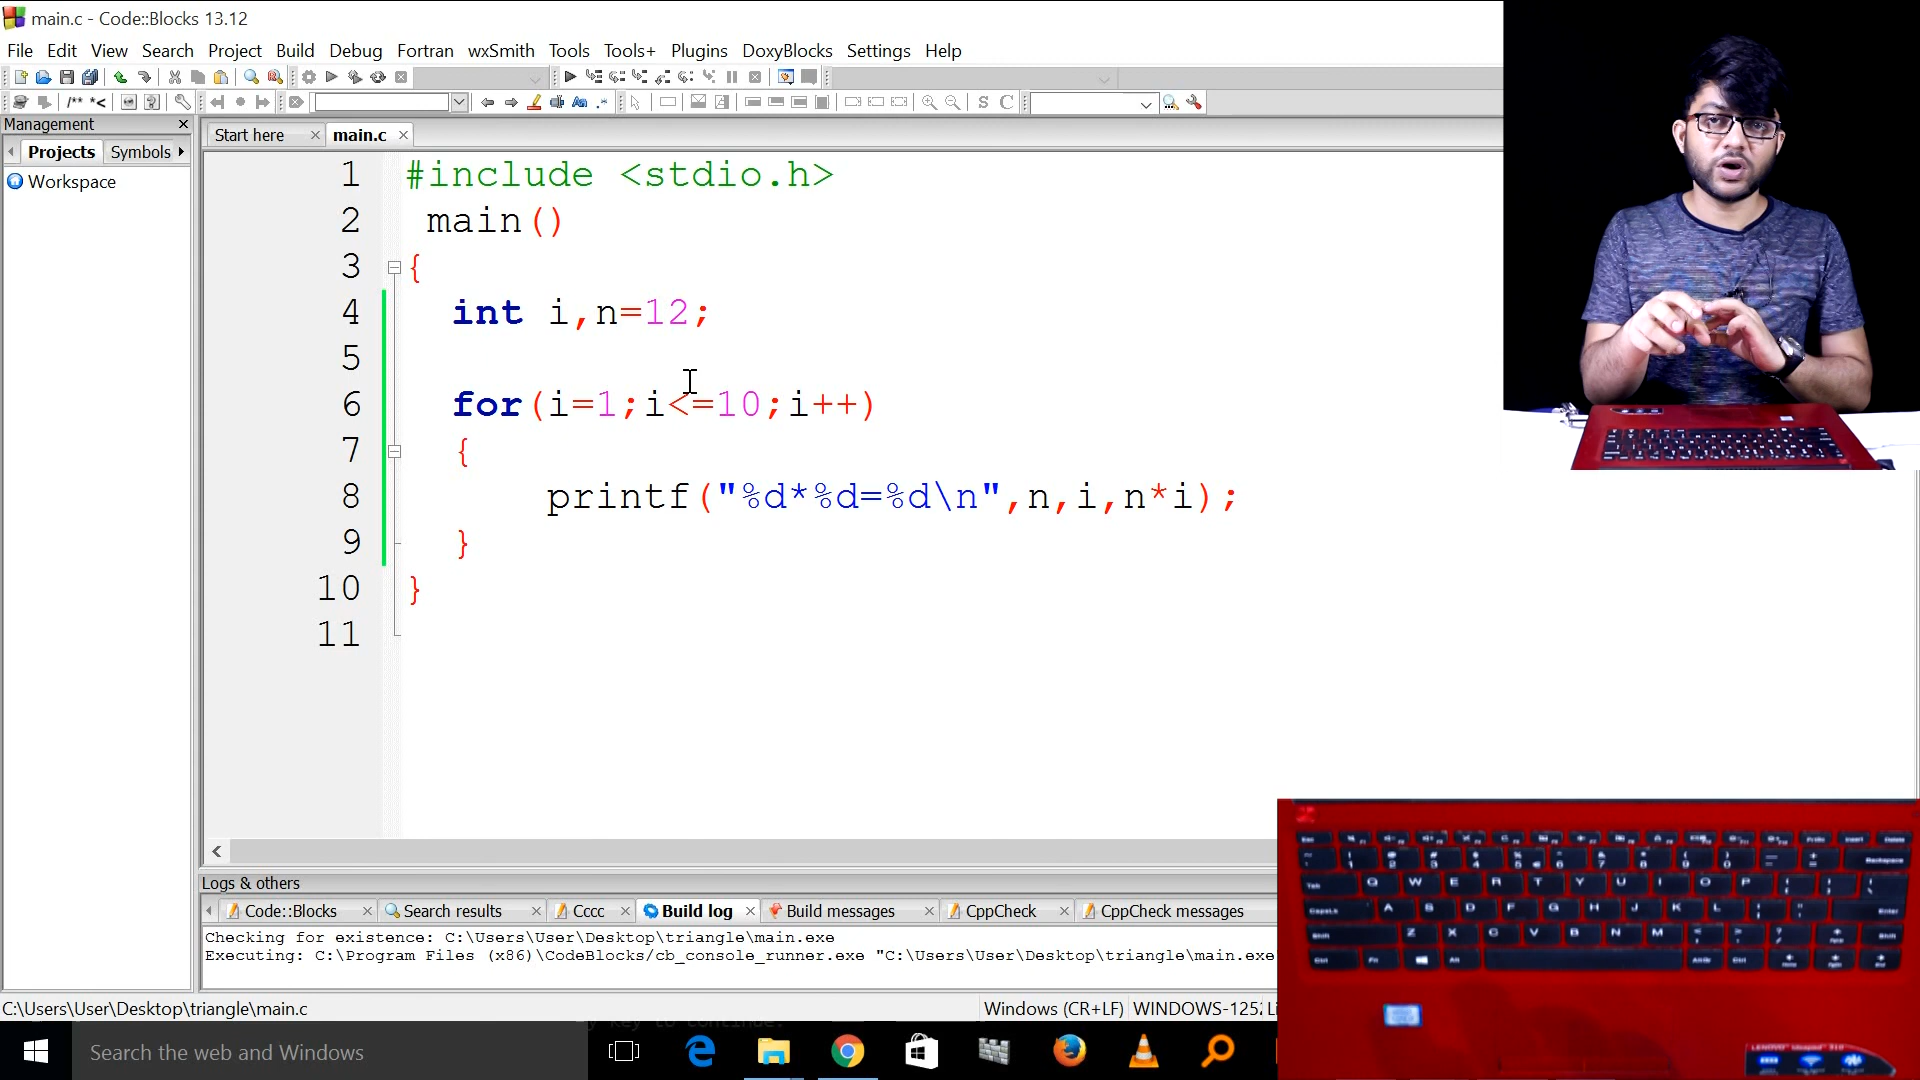 main.c - Code::Blocks 13.12
File Edit View Search Project Build Debug Fortran wxSmith Tools Tools+ Plugins DoxyBlocks Settings Help
/** *<
S C
Management
Start here main.c
Projects Symbols
Workspace
1 #include <stdio.h>
2 main()
3 {
4 int i,n=12;
5
6 for(i=1;i<=10;i++)
7 {
8 printf("%d*%d=%d\n",n,i,n*i);
9 }
10 }
11
Logs & others
Code::Blocks Search results Cccc Build log Build messages CppCheck CppCheck messages
Checking for existence: C:\Users\User\Desktop\triangle\main.exe
Executing: C:\Program Files (x86)\CodeBlocks/cb_console_runner.exe "C:\Users\User\Desktop\triangle\main.exe
C:\Users\User\Desktop\triangle\main.c Windows (CR+LF) WINDOWS-1252
key to continue.
Search the web and Windows
Q W E R T Y U I O P
A S D F G H J K L
Z X C V B N M